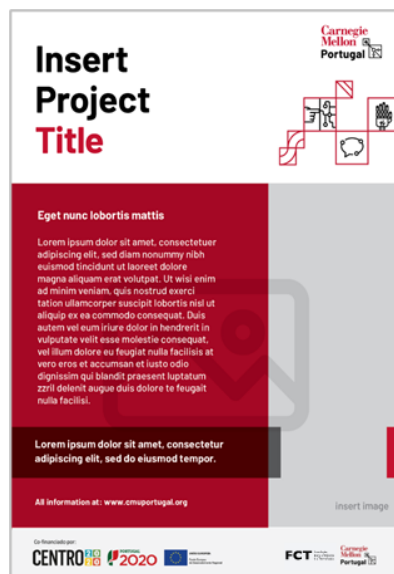 Carnegie
Mellon
Portugal
Insert
Project
Title
Eget nunc lobortis mattis
Lorem ipsum dolor sit amet, consectetuer
adipiscing elit, sed diam nonummy nibh
euismod tincidunt ut laoreet dolore
magna aliquam erat volutpat. Ut wisi enim
ad minim veniam, quis nostrud exerci
tation ullamcorper suscipit lobortis nisl ut
aliquip ex ea commodo consequat. Duis
autem vel eum iriure dolor in hendrerit in
vulputate velit esse molestie consequat,
vel illum dolore eu feugiat nulla facilisis at
vero eros et accumsan et iusto odio
dignissim qui blandit praesent luptatum
zzril delenit augue duis dolore te feugait
nulla facilisi.
Lorem ipsum dolor sit amet, consectetur
adipiscing elit, sed do eiusmod tempor.
All information at: www.cmuportugal.org
insert image
Co-financiado por:
CENTRO 2020
PORTUGAL
2020
FCT
Carnegie
Mellon
Portugal